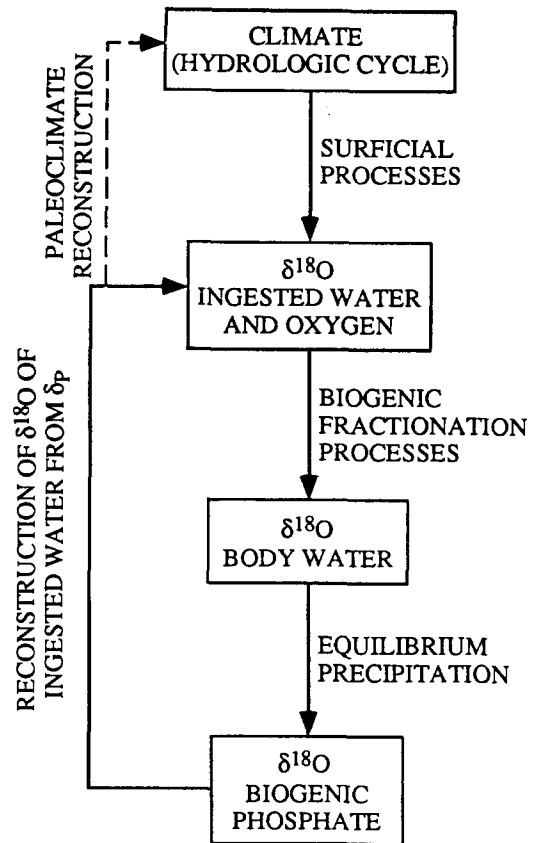 CLIMATE
(HYDROLOGIC CYCLE)
SURFICIAL
PROCESSES
δ¹⁸O
INGESTED WATER
AND OXYGEN
BIOGENIC
FRACTIONATION
PROCESSES
δ¹⁸O
BODY WATER
EQUILIBRIUM
PRECIPITATION
δ¹⁸O
BIOGENIC
PHOSPHATE
RECONSTRUCTION OF δ¹⁸O OF
INGESTED WATER FROM δₚ
PALEOCLIMATE
RECONSTRUCTION